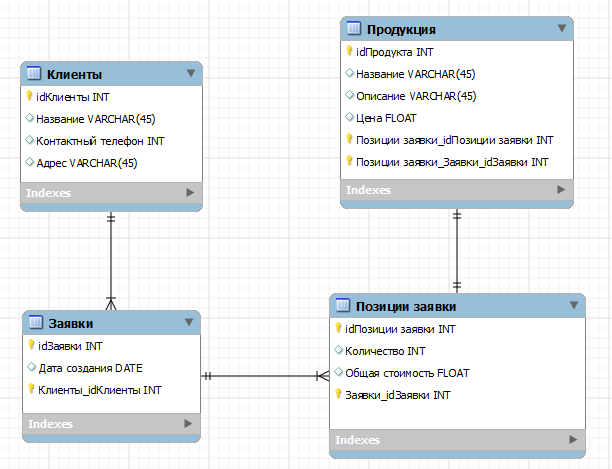 Клиенты
idКлиенты INT
Название VARCHAR(45)
Контактный телефон INT
Адрес VARCHAR(45)
Indexes
Продукция
idПродукта INT
Название VARCHAR(45)
Описание VARCHAR(45)
Цена FLOAT
Позиции заявки_idПозиции заявки INT
Позиции заявки_Заявки_idЗаявки INT
Indexes
Заявки
idЗаявки INT
Дата создания DATE
Клиенты_idКлиенты INT
Indexes
Позиции заявки
idПозиции заявки INT
Количество INT
Общая стоимость FLOAT
Заявки_idЗаявки INT
Indexes